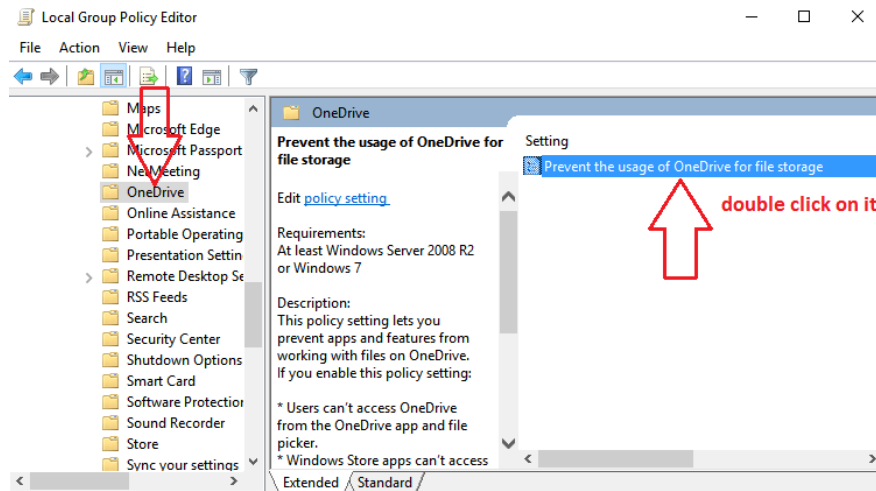 Local Group Policy Editor
File Action View Help
Maps
Microsoft Edge
Microsoft Passport
NetMeeting
OneDrive
Online Assistance
Portable Operating
Presentation Settin
Remote Desktop Se
RSS Feeds
Search
Security Center
Shutdown Options
Smart Card
Software Protection
Sound Recorder
Store
Sync your settings
OneDrive
Prevent the usage of OneDrive for
file storage
Edit policy setting
Requirements:
At least Windows Server 2008 R2
or Windows 7
Description:
This policy setting lets you
prevent apps and features from
working with files on OneDrive.
If you enable this policy setting:
* Users can't access OneDrive
from the OneDrive app and file
picker.
* Windows Store apps can't access
Setting
Prevent the usage of OneDrive for file storage
double click on it
Extended Standard